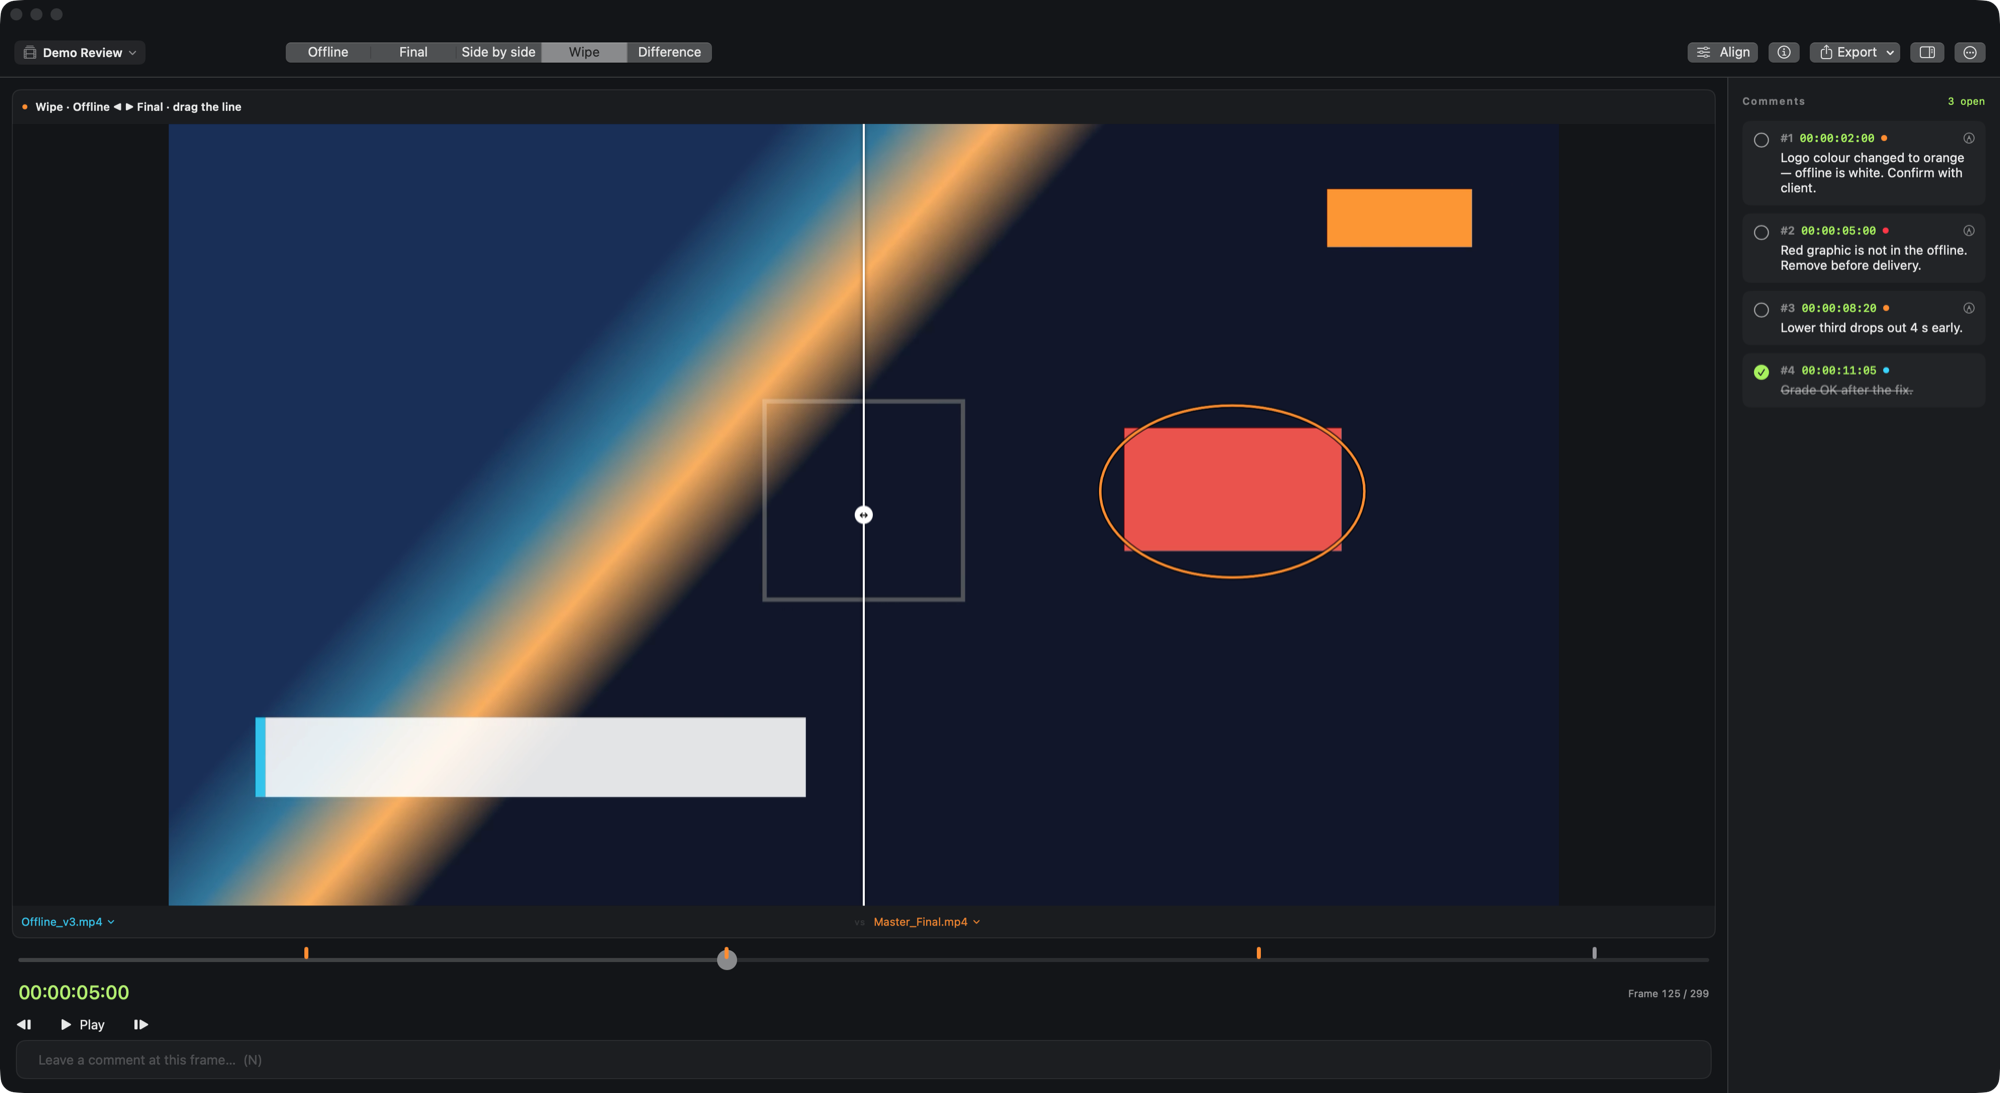 Demo Review
Offline
Final
Side by side
Wipe
Difference
Align
Export
Wipe · Offline ◀ ▶ Final · drag the line
Comments
3 open
#1 00:00:02:00
Logo colour changed to orange
— offline is white. Confirm with
client.
#2 00:00:05:00
Red graphic is not in the offline.
Remove before delivery.
#3 00:00:08:20
Lower third drops out 4 s early.
#4 00:00:11:05
Grade OK after the fix.
Offline_v3.mp4
vs
Master_Final.mp4
00:00:05:00
Frame 125 / 299
Play
Leave a comment at this frame... (N)